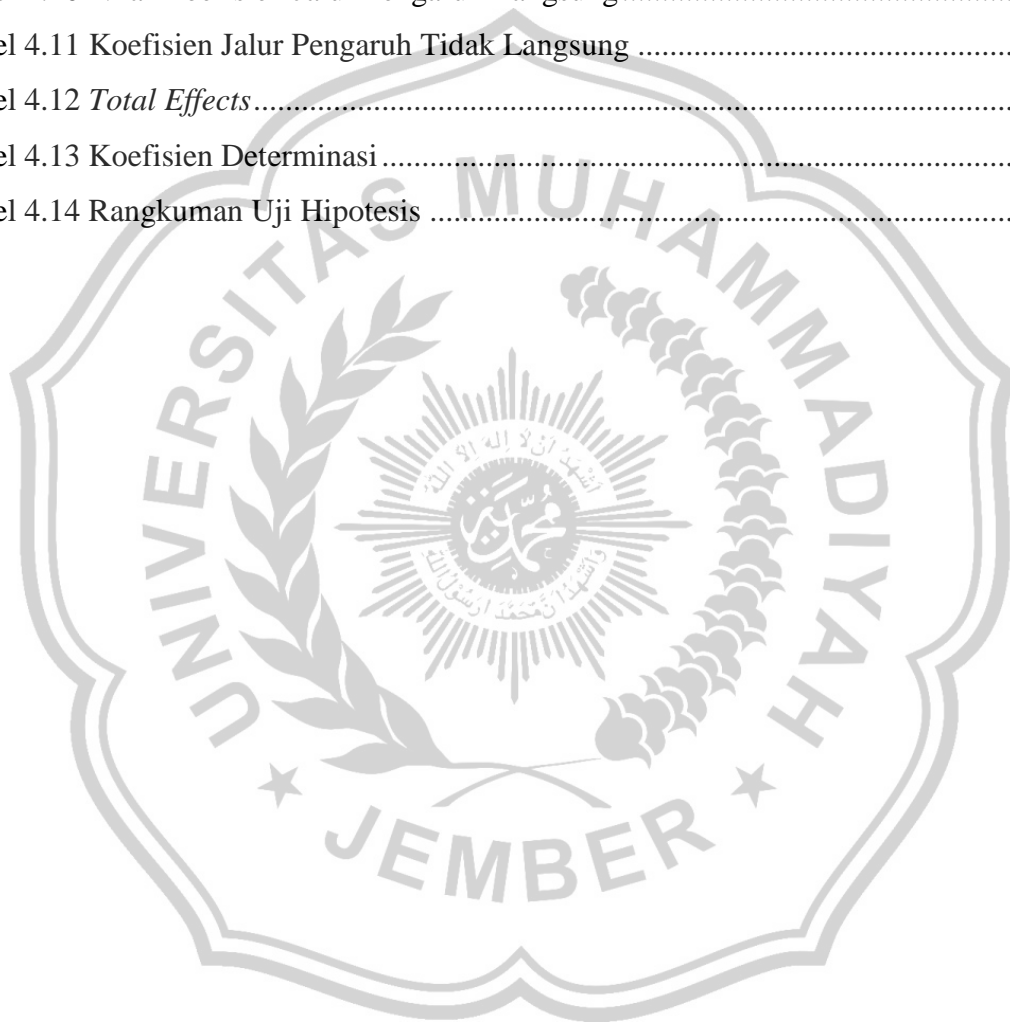 el 4.11 Koefisien Jalur Pengaruh Tidak Langsung ................................................
el 4.12 Total Effects ................................................
el 4.13 Koefisien Determinasi ................................................
el 4.14 Rangkuman Uji Hipotesis ................................................
UNIVERSITAS MUHAMMADIYAH
JEMBER